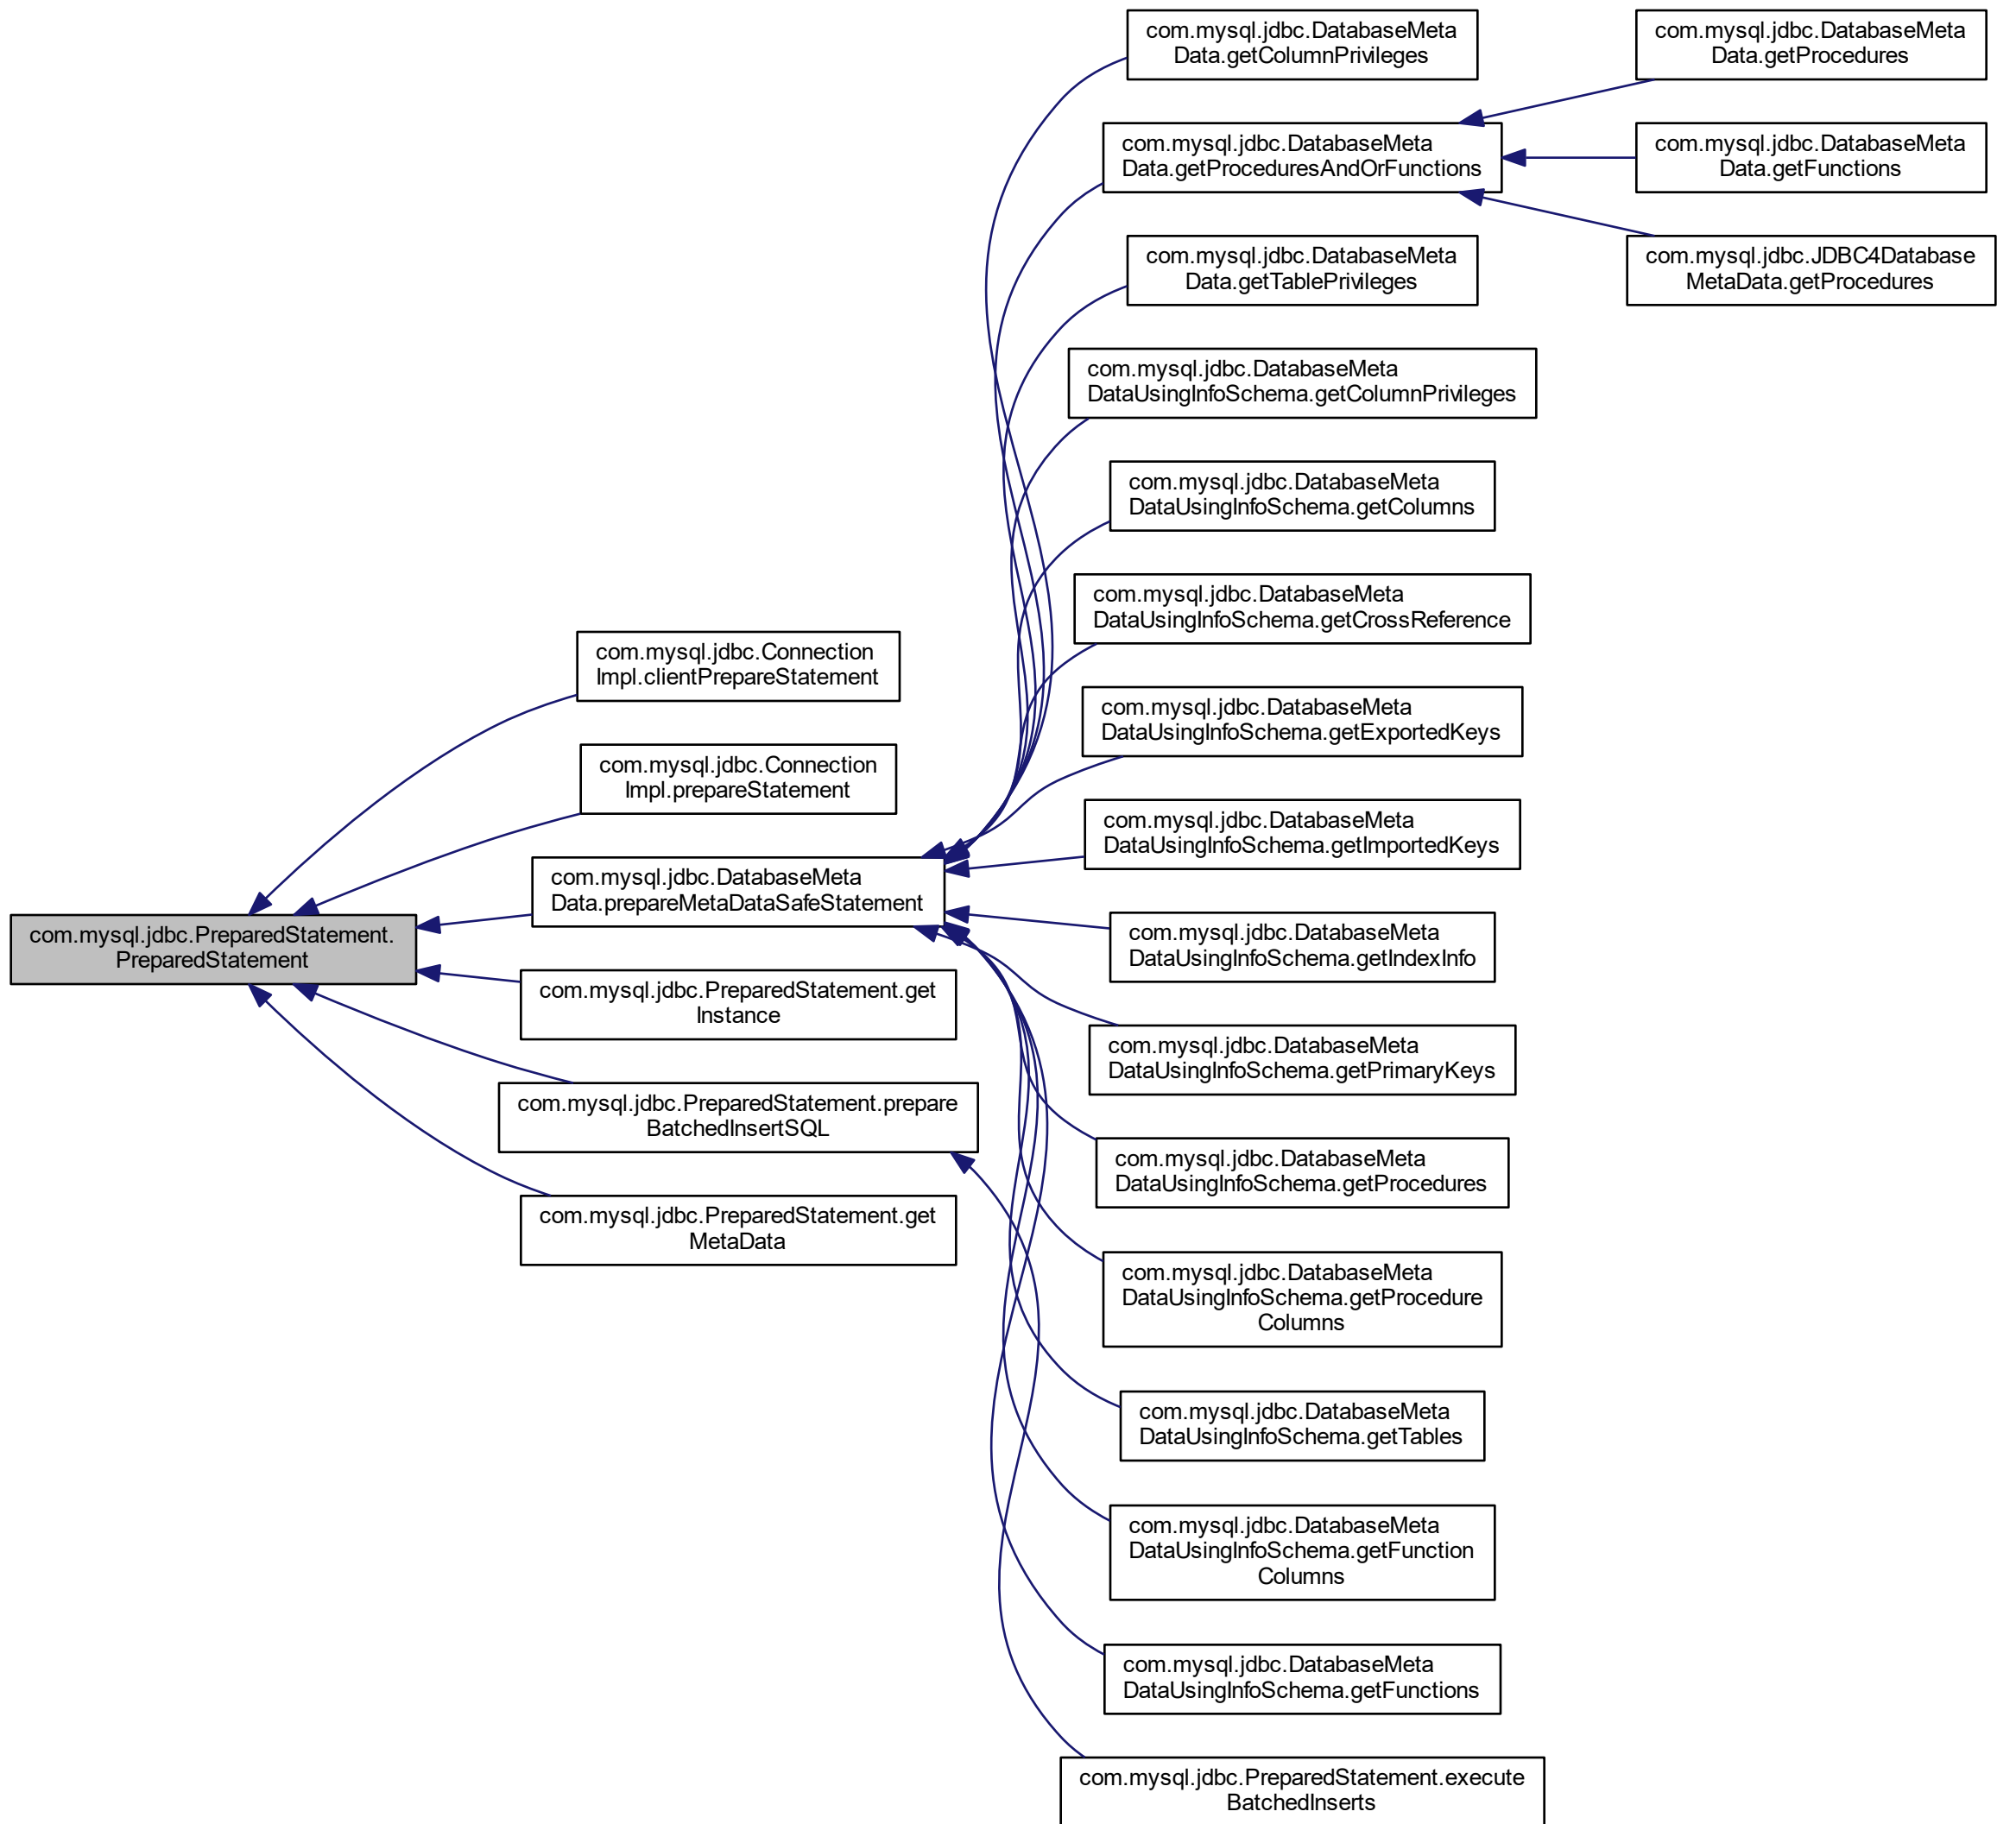 com.mysql.jdbc.PreparedStatement.
PreparedStatement
com.mysql.jdbc.Connection
Impl.clientPrepareStatement
com.mysql.jdbc.Connection
Impl.prepareStatement
com.mysql.jdbc.DatabaseMeta
Data.prepareMetaDataSafeStatement
com.mysql.jdbc.PreparedStatement.get
Instance
com.mysql.jdbc.PreparedStatement.prepare
BatchedInsertSQL
com.mysql.jdbc.PreparedStatement.get
MetaData
com.mysql.jdbc.DatabaseMeta
Data.getColumnPrivileges
com.mysql.jdbc.DatabaseMeta
Data.getProceduresAndOrFunctions
com.mysql.jdbc.DatabaseMeta
Data.getTablePrivileges
com.mysql.jdbc.DatabaseMeta
DataUsingInfoSchema.getColumnPrivileges
com.mysql.jdbc.DatabaseMeta
DataUsingInfoSchema.getColumns
com.mysql.jdbc.DatabaseMeta
DataUsingInfoSchema.getCrossReference
com.mysql.jdbc.DatabaseMeta
DataUsingInfoSchema.getExportedKeys
com.mysql.jdbc.DatabaseMeta
DataUsingInfoSchema.getImportedKeys
com.mysql.jdbc.DatabaseMeta
DataUsingInfoSchema.getIndexInfo
com.mysql.jdbc.DatabaseMeta
DataUsingInfoSchema.getPrimaryKeys
com.mysql.jdbc.DatabaseMeta
DataUsingInfoSchema.getProcedures
com.mysql.jdbc.DatabaseMeta
DataUsingInfoSchema.getProcedure
Columns
com.mysql.jdbc.DatabaseMeta
DataUsingInfoSchema.getTables
com.mysql.jdbc.DatabaseMeta
DataUsingInfoSchema.getFunction
Columns
com.mysql.jdbc.DatabaseMeta
DataUsingInfoSchema.getFunctions
com.mysql.jdbc.PreparedStatement.execute
BatchedInserts
com.mysql.jdbc.DatabaseMeta
Data.getProcedures
com.mysql.jdbc.DatabaseMeta
Data.getFunctions
com.mysql.jdbc.JDBC4Database
MetaData.getProcedures